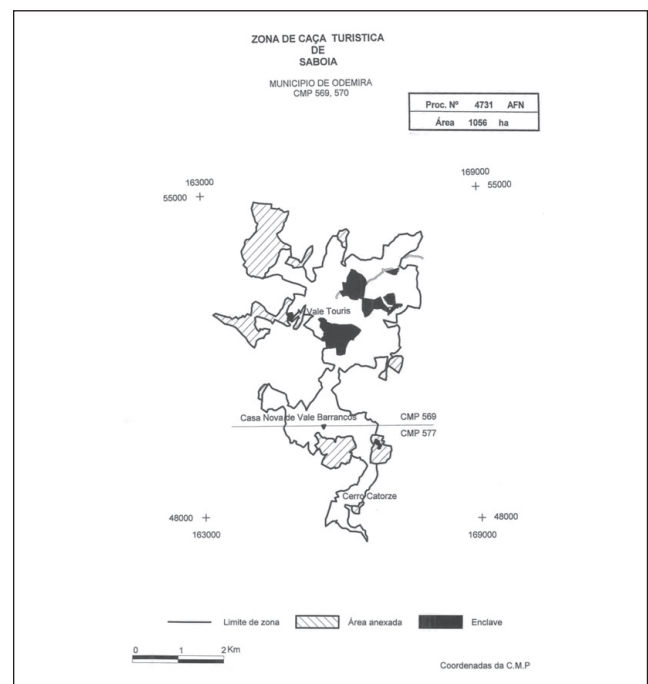 ZONA DE CAÇA TURISTICA
DE
SABOIA
MUNICIPIO DE ODEMIRA
CMP 569, 570
Proc. Nº 4731 AFN
Área 1056 ha
163000
55000
169000
55000
Vale Touris
Casa Nova de Vale Barrancos
CMP 569
CMP 577
Cerro Catorze
48000
163000
48000
169000
Limite de zona
Área anexada
Enclave
0 1 2 Km
Coordenadas da C.M.P